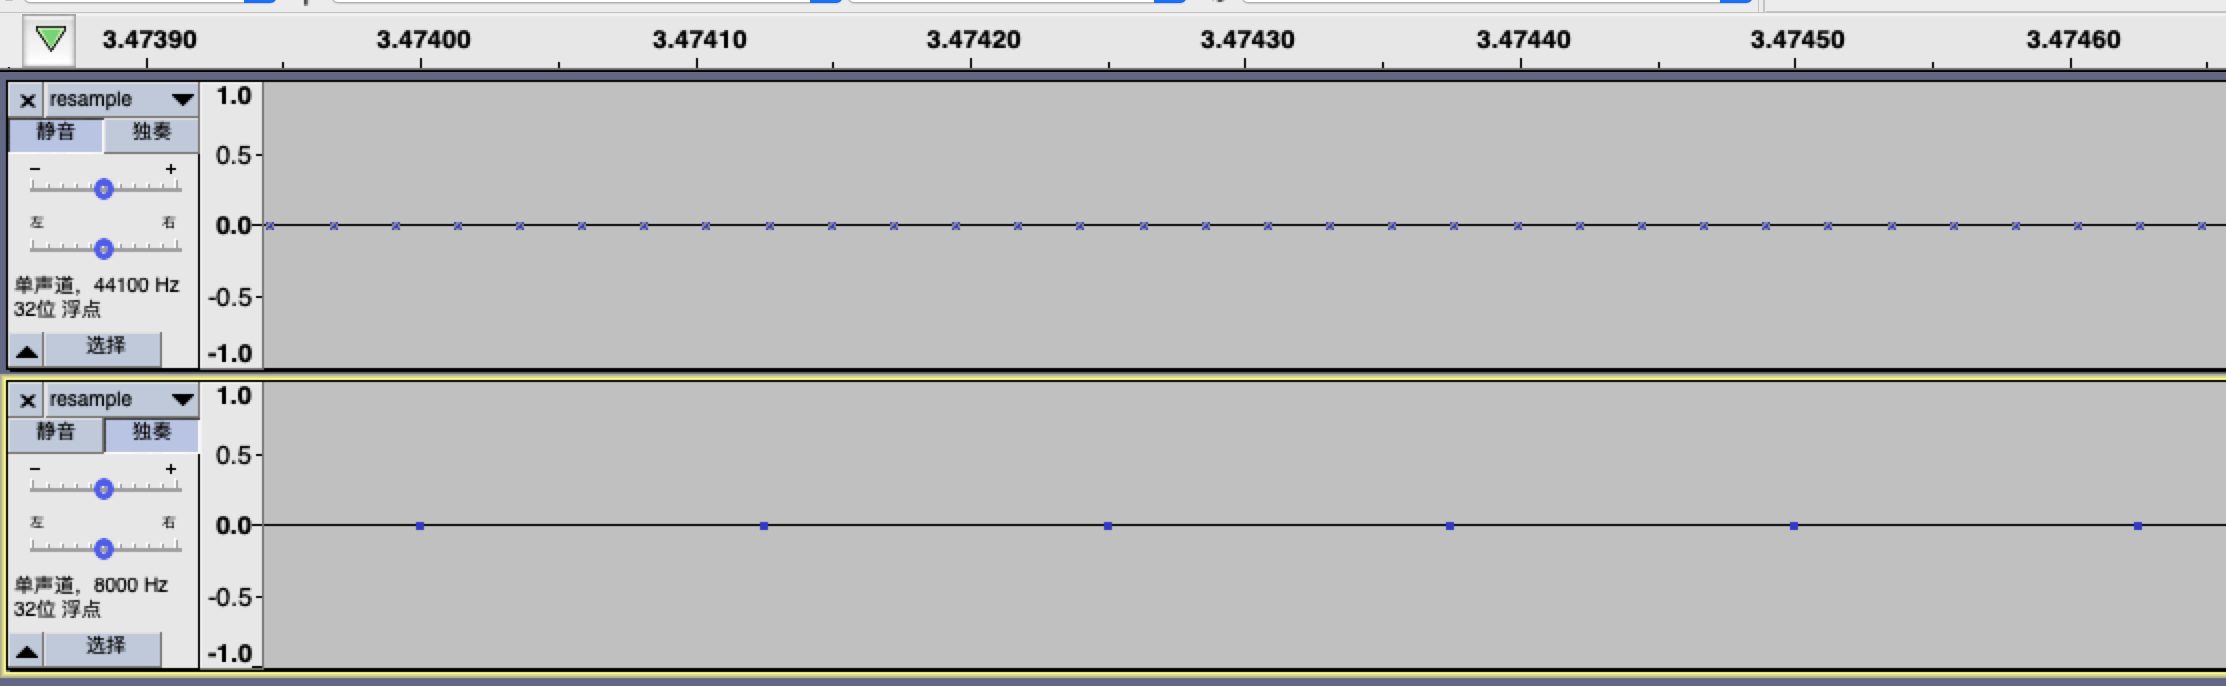 3.47390 3.47400 3.47410 3.47420 3.47430 3.47440 3.47450 3.47460
× resample 1.0
静音 独奏
0.5
- +
左 右
0.0
单声道, 44100 Hz
-0.5
32位 浮点
选择
-1.0
× resample 1.0
静音 独奏
0.5
- +
左 右
0.0
单声道, 8000 Hz
-0.5
32位 浮点
选择
-1.0